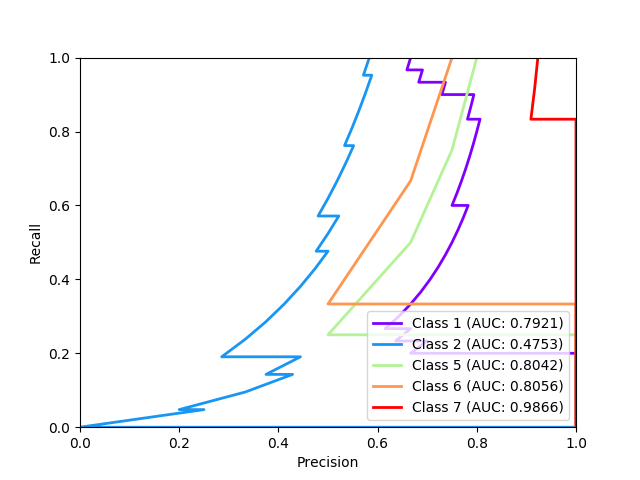 1.0
0.8
0.6
0.4
0.2
0.0
Recall
Class 1 (AUC: 0.7921)
Class 2 (AUC: 0.4753)
Class 5 (AUC: 0.8042)
Class 6 (AUC: 0.8056)
Class 7 (AUC: 0.9866)
0.0 0.2 0.4 0.6 0.8 1.0
Precision